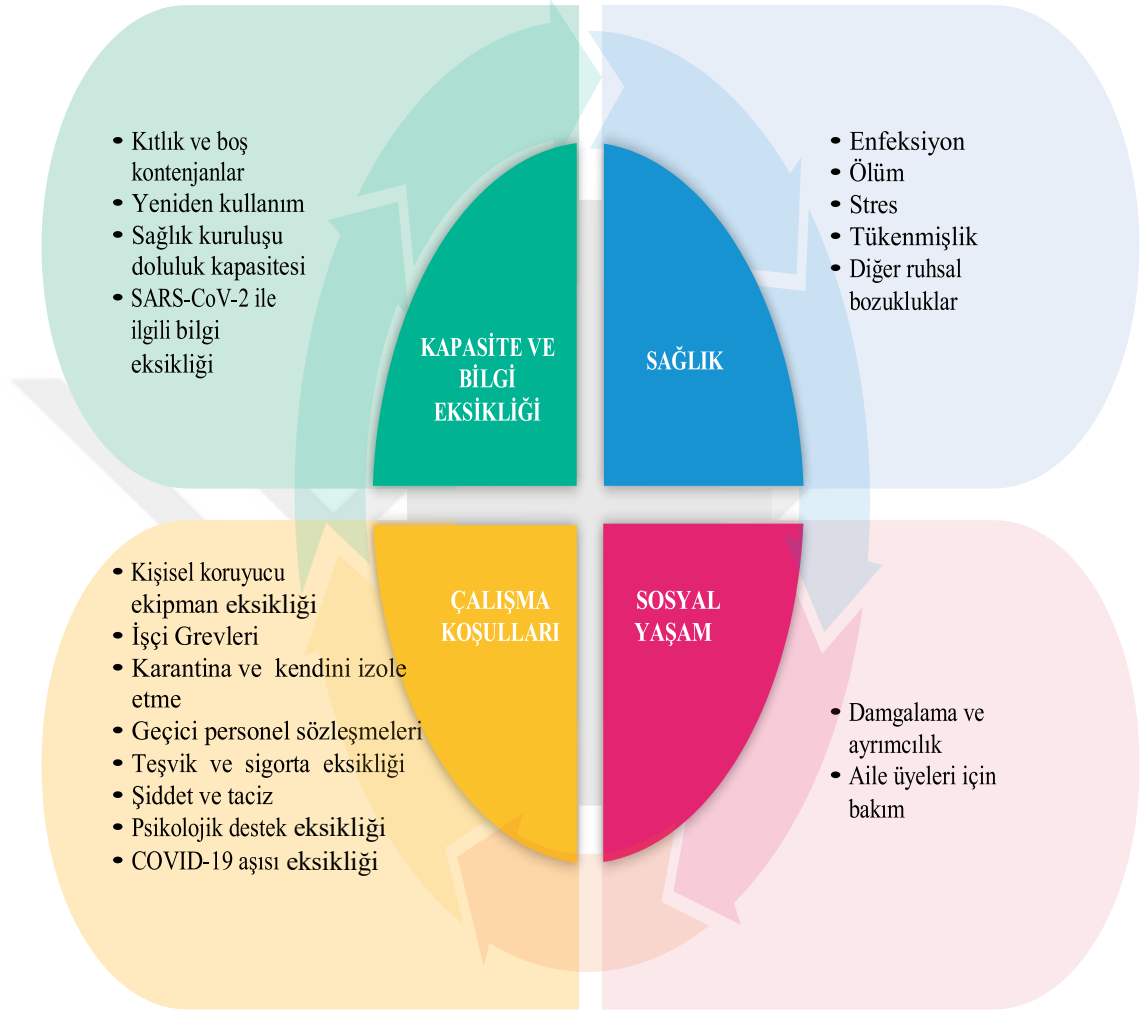 • Kıtlık ve boş
kontenjanlar
• Yeniden kullanım
• Sağlık kuruluşu
doluluk kapasitesi
• SARS-CoV-2 ile
ilgili bilgi
eksikliği
KAPASİTE VE
BİLGİ
EKSİKLİĞİ
SAĞLIK
• Enfeksiyon
• Ölüm
• Stres
• Tükenmişlik
• Diğer ruhsal
bozukluklar
• Kişisel koruyucu
ekipman eksikliği
• İşçi Grevleri
• Karantina ve kendini izole
etme
• Geçici personel sözleşmeleri
• Teşvik ve sigorta eksikliği
• Şiddet ve taciz
• Psikolojik destek eksikliği
• COVID-19 aşısı eksikliği
ÇALIŞMA
KOŞULLARI
SOSYAL
YAŞAM
• Damgalama ve
ayrımcılık
• Aile üyeleri için
bakım